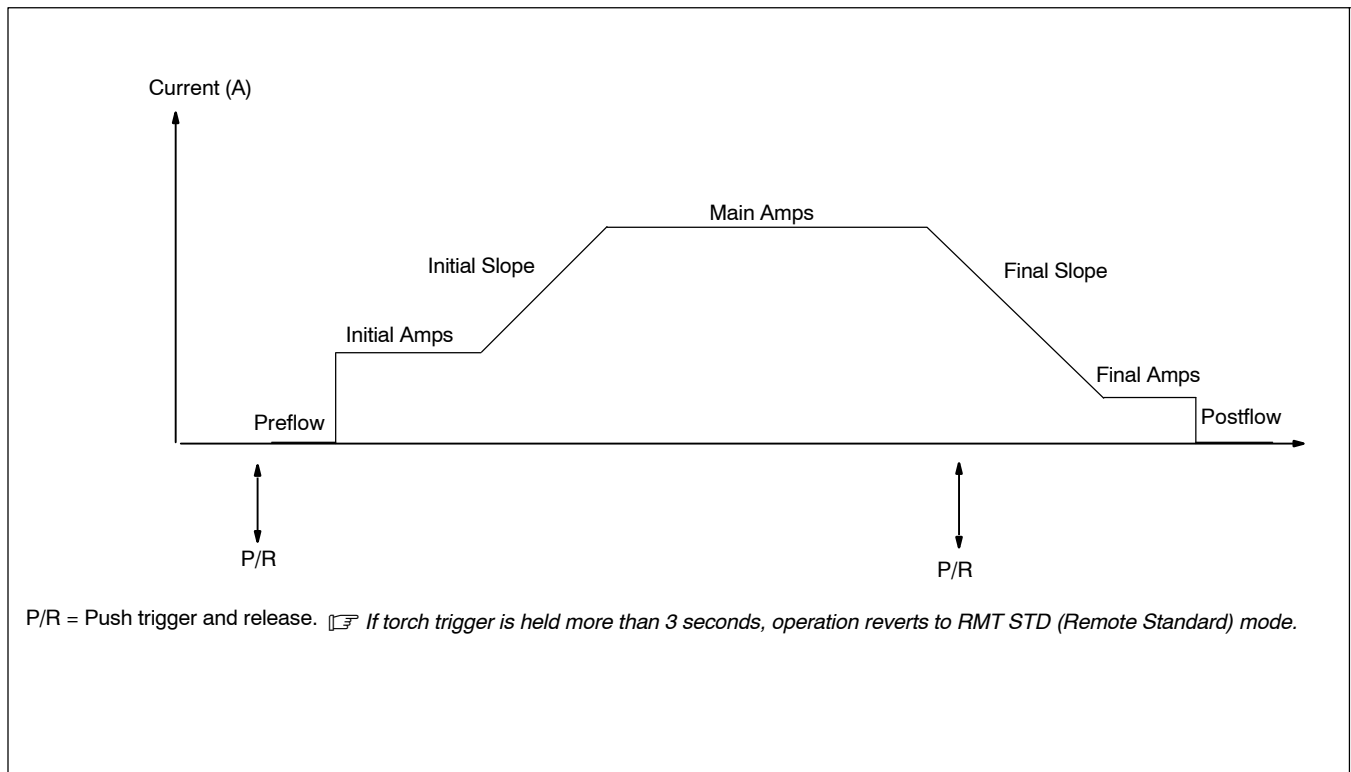 Current (A)
Main Amps
Initial Slope
Final Slope
Initial Amps
Final Amps
Preflow
Postflow
P/R
P/R
P/R = Push trigger and release. If torch trigger is held more than 3 seconds, operation reverts to RMT STD (Remote Standard) mode.